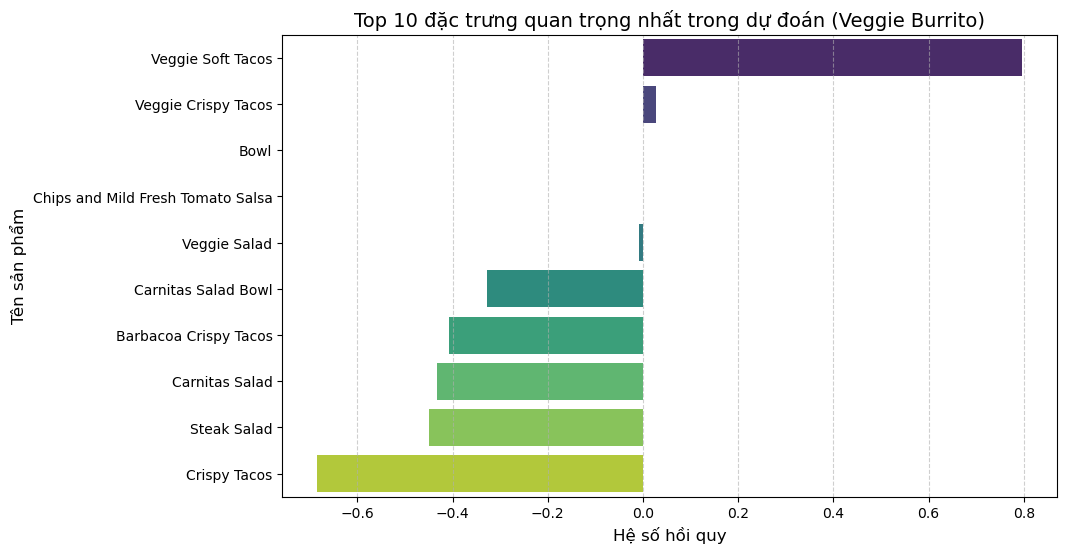 Top 10 đặc trưng quan trọng nhất trong dự đoán (Veggie Burrito)
Veggie Soft Tacos
Veggie Crispy Tacos
Bowl
Chips and Mild Fresh Tomato Salsa
Veggie Salad
Carnitas Salad Bowl
Barbacoa Crispy Tacos
Carnitas Salad
Steak Salad
Crispy Tacos
Tên sản phẩm
−0.6 −0.4 −0.2 0.0 0.2 0.4 0.6 0.8
Hệ số hồi quy